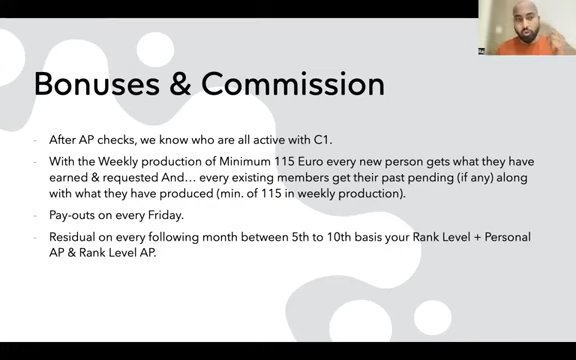 Bonuses & Commission
- After AP checks, we know who are all active with C1.
- With the Weekly production of Minimum 115 Euro every new person gets what they have
earned & requested And... every existing members get their past pending (if any) along
with what they have produced (min. of 115 in weekly production).
- Pay-outs on every Friday.
- Residual on every following month between 5th to 10th basis your Rank Level + Personal
AP & Rank Level AP.